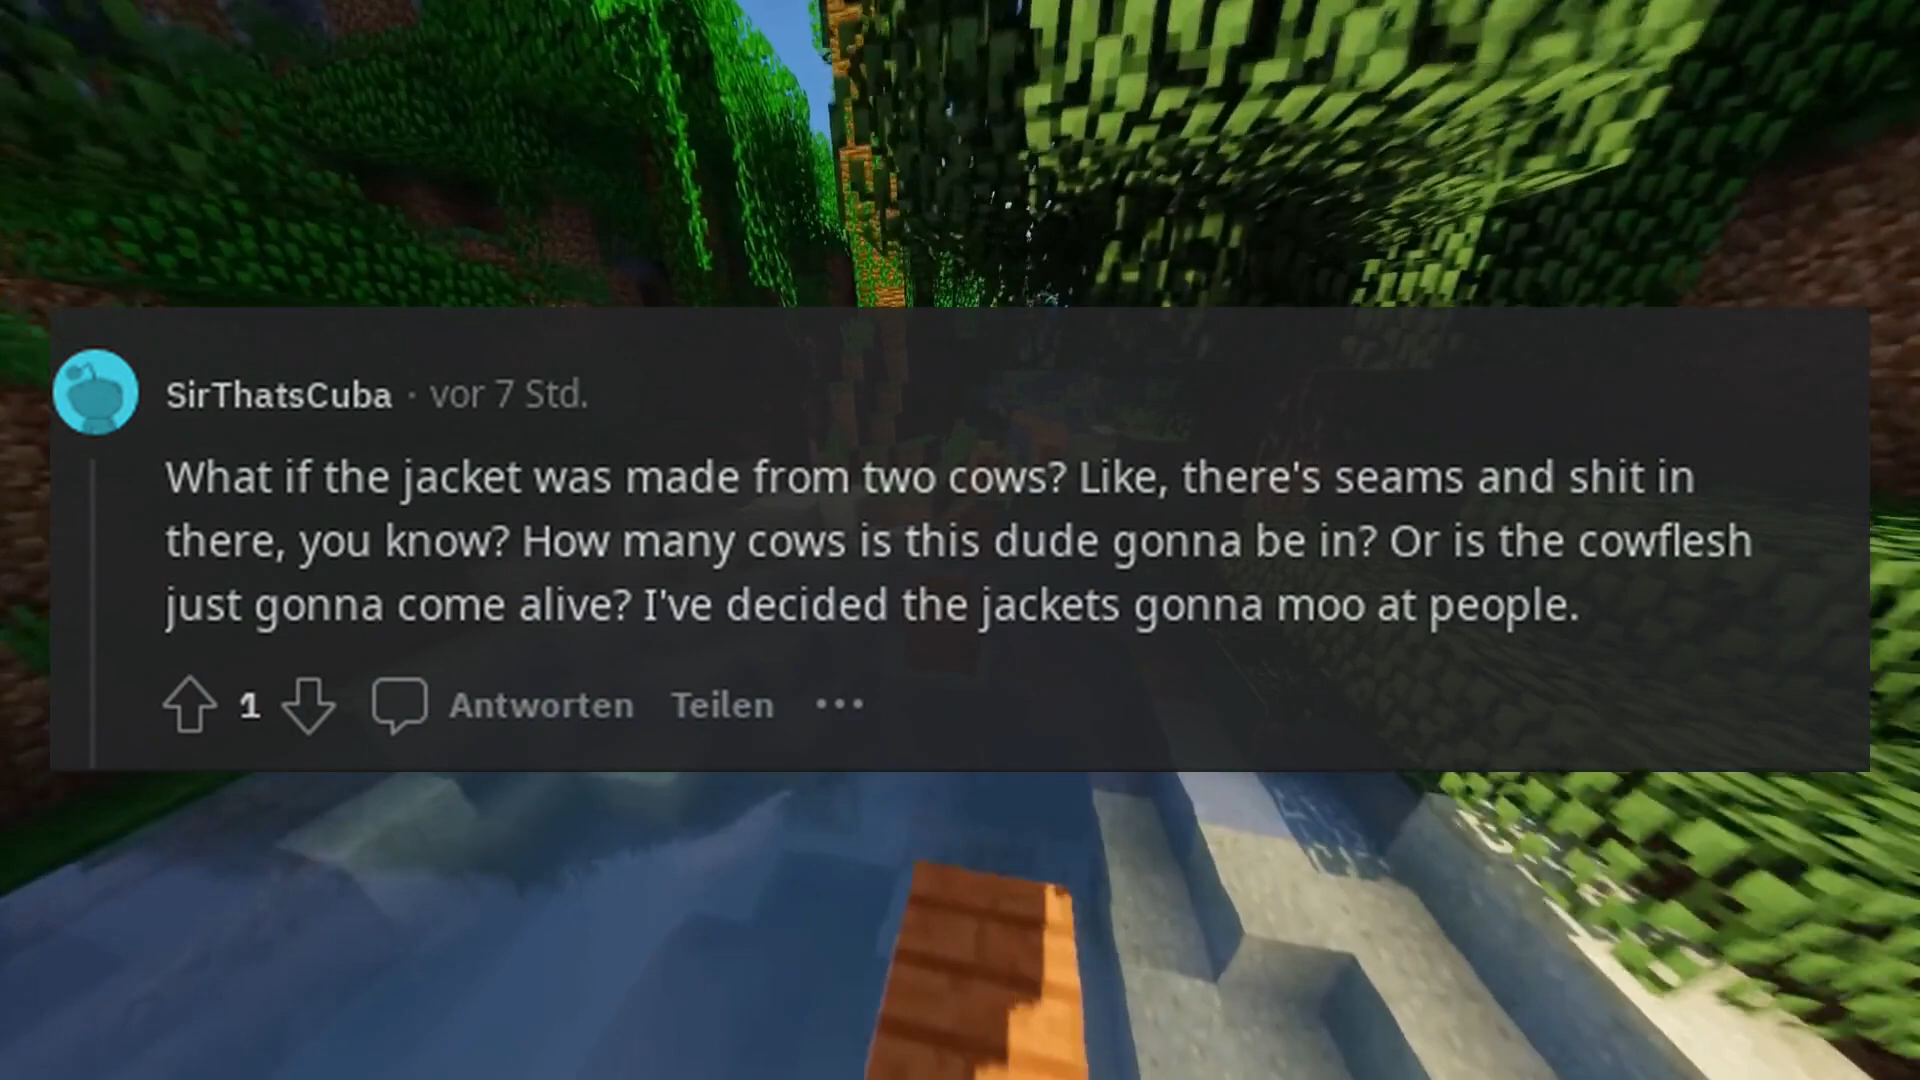 SirThatsCuba · vor 7 Std.
What if the jacket was made from two cows? Like, there's seams and shit in
there, you know? How many cows is this dude gonna be in? Or is the cowflesh
just gonna come alive? I've decided the jackets gonna moo at people.
1 Antworten Teilen •••